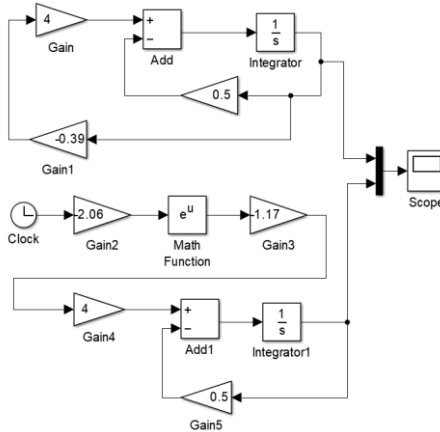 4
Gain
+
−
Add
1
s
Integrator
0.5
-0.39
Gain1
Scope
Clock
-2.06
Gain2
e^u
Math
Function
-1.17
Gain3
4
Gain4
+
−
Add1
1
s
Integrator1
0.5
Gain5